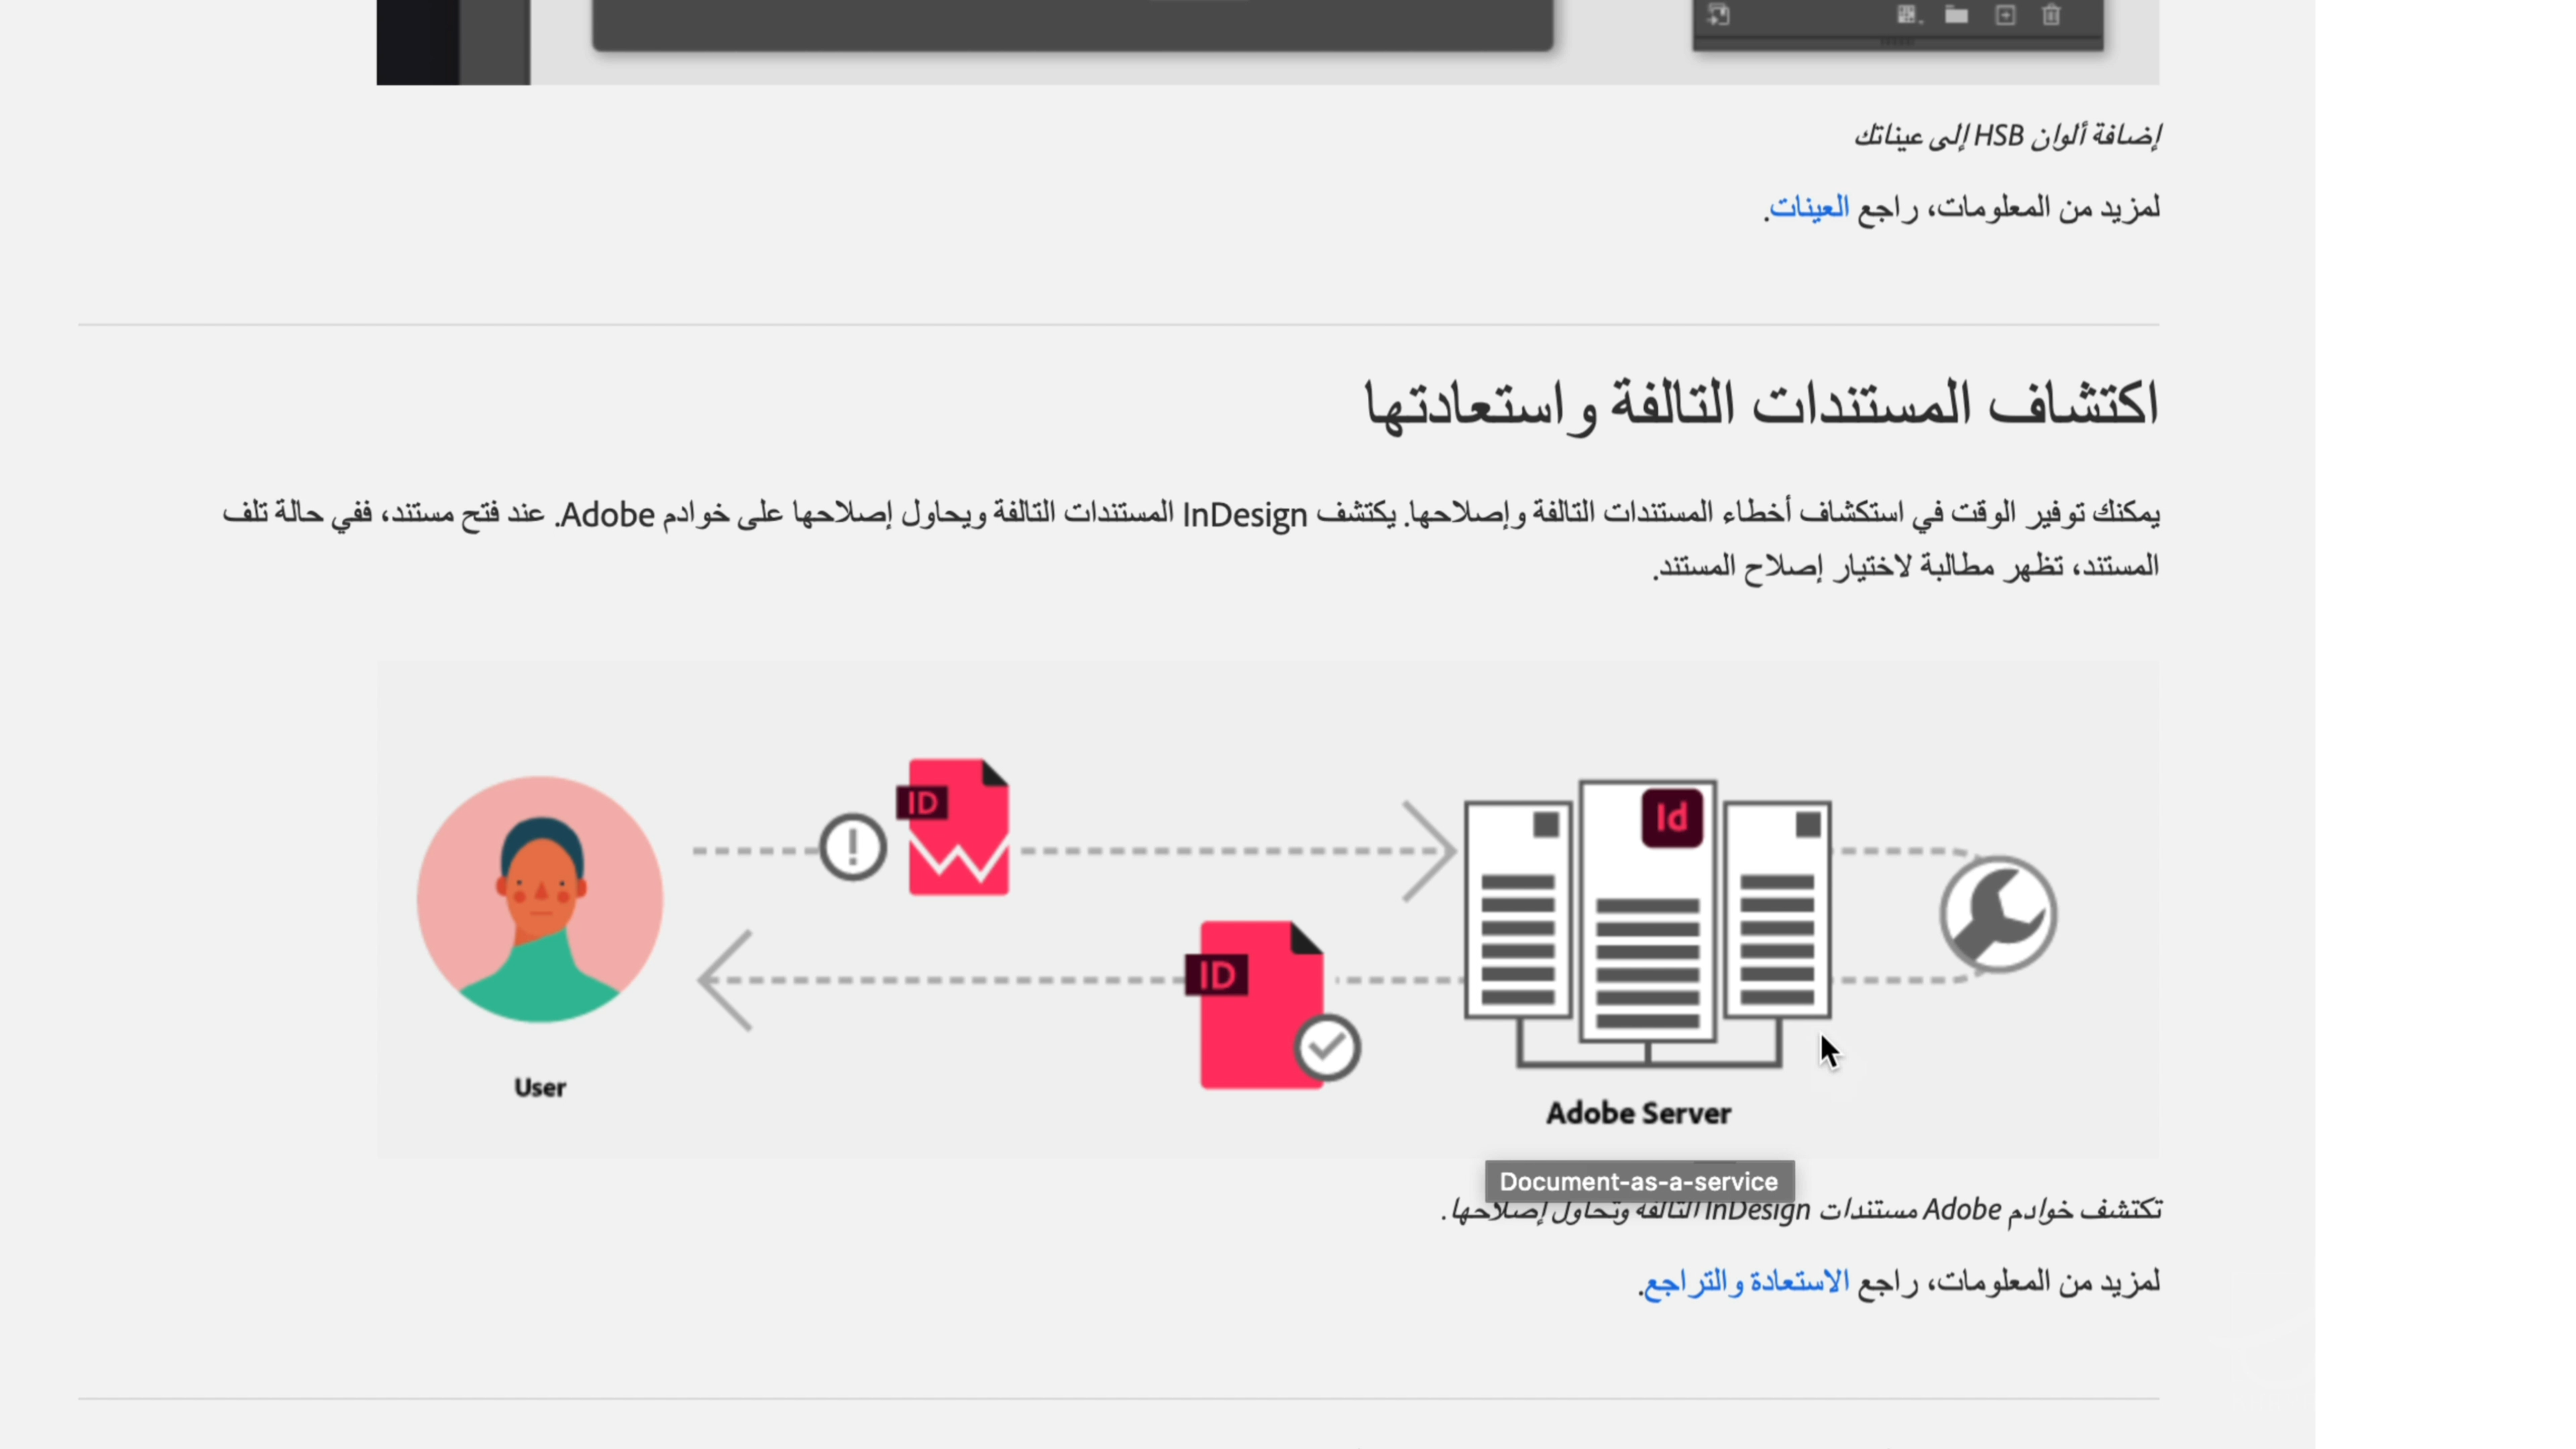 إضافة ألوان HSB إلى عيناتك
لمزيد من المعلومات، راجع العينات.
اكتشاف المستندات التالفة واستعادتها
يمكنك توفير الوقت في استكشاف أخطاء المستندات التالفة وإصلاحها. يكتشف InDesign المستندات التالفة ويحاول إصلاحها على خوادم Adobe. عند فتح مستند، ففي حالة تلف
المستند، تظهر مطالبة لاختيار إصلاح المستند.
ID
Id
ID
User
Adobe Server
Document-as-a-service
تكتشف خوادم Adobe مستندات InDesign التالفة وتحاول إصلاحها.
لمزيد من المعلومات، راجع الاستعادة والتراجع.